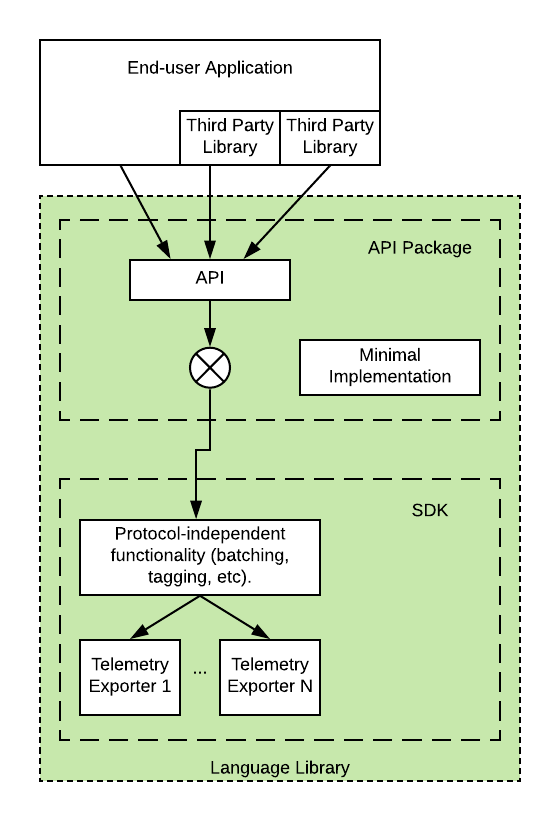 End-user Application
Third Party
Library
Third Party
Library
API Package
API
Minimal
Implementation
SDK
Protocol-independent
functionality (batching,
tagging, etc).
Telemetry
Exporter 1
...
Telemetry
Exporter N
Language Library